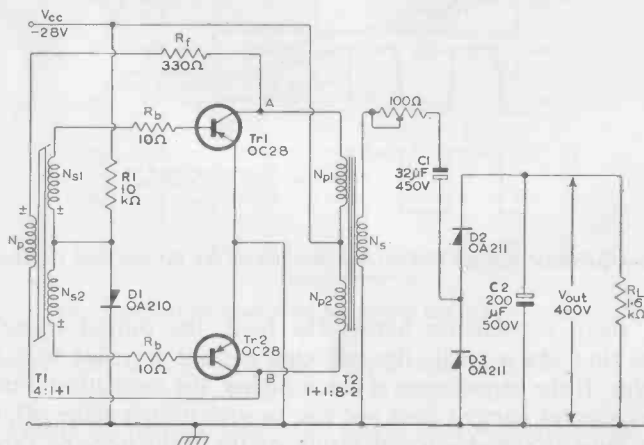 Vcc
-28V
Rf
330Ω
A
100Ω
Rb
10Ω
Tr1
OC28
C1
32μF
450V
Ns1
R1
10
kΩ
Np1
Ns
D2
OA211
Np
Ns2
D1
OA210
Np2
C2
200
μF
500V
Vout
400V
RL
1·6
kΩ
Rb
10Ω
Tr2
OC28
D3
OA211
B
T1
4:1+1
T2
1+1:8·2